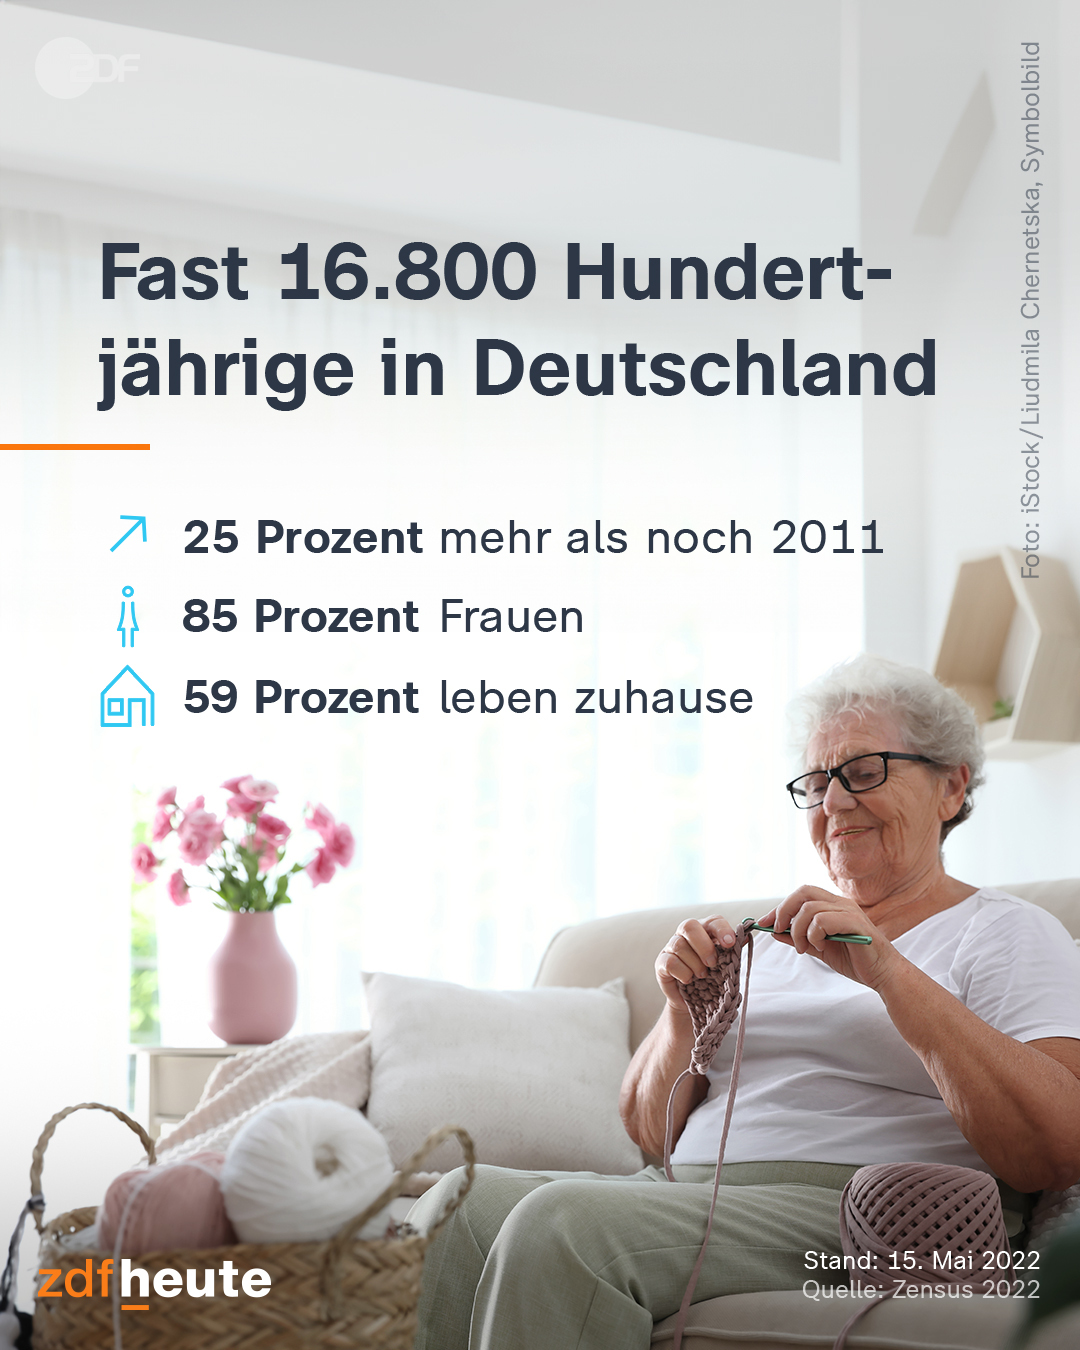 ZDF
Fast 16.800 Hundert-
jährige in Deutschland
25 Prozent mehr als noch 2011
85 Prozent Frauen
59 Prozent leben zuhause
Foto: iStock/Liudmila Chernetska, Symbolbild
zdfheute
Stand: 15. Mai 2022
Quelle: Zensus 2022